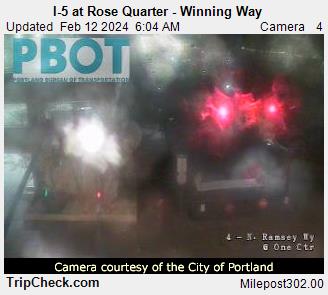 I-5 at Rose Quarter - Winning Way
Updated Feb 12 2024 6:04 AM Camera 4
PBOT
PORTLAND BUREAU OF TRANSPORTATION
4 - N. Ramsey Wy
@ One Ctr
Camera courtesy of the City of Portland
TripCheck.com Milepost302.00